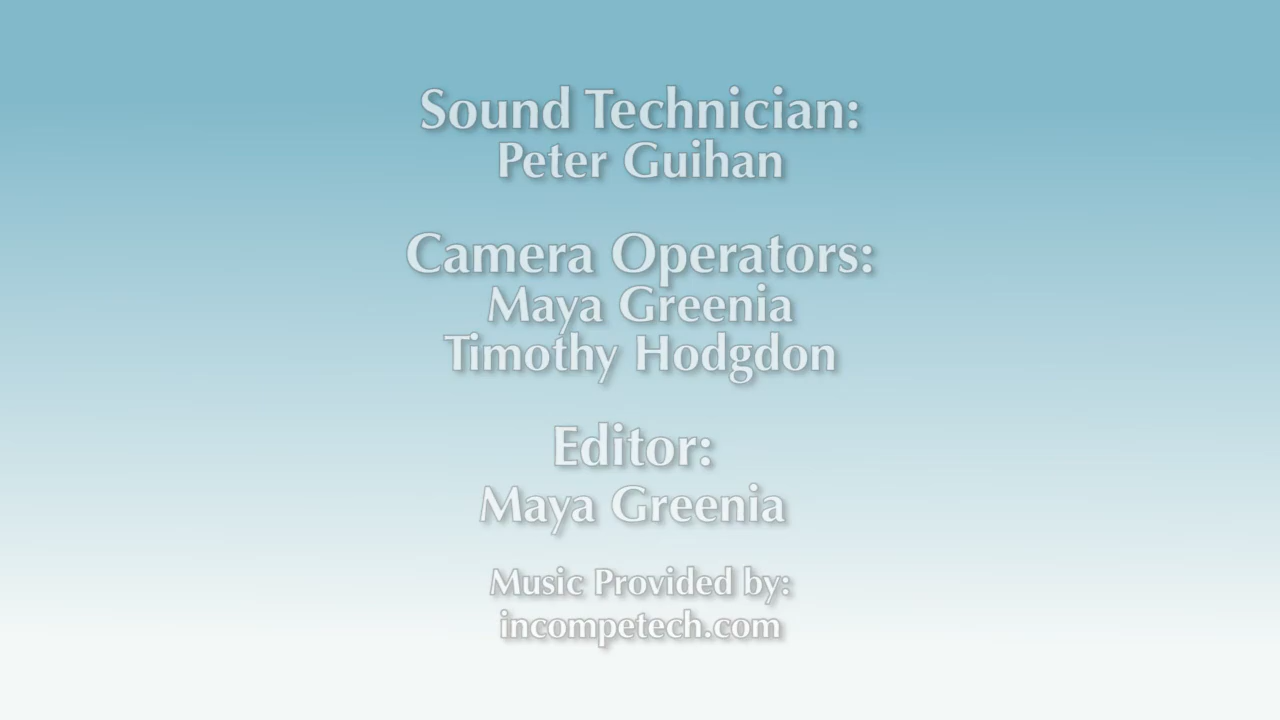 Sound Technician:
Peter Guihan
Camera Operators:
Maya Greenia
Timothy Hodgdon
Editor:
Maya Greenia
Music Provided by:
incompetech.com